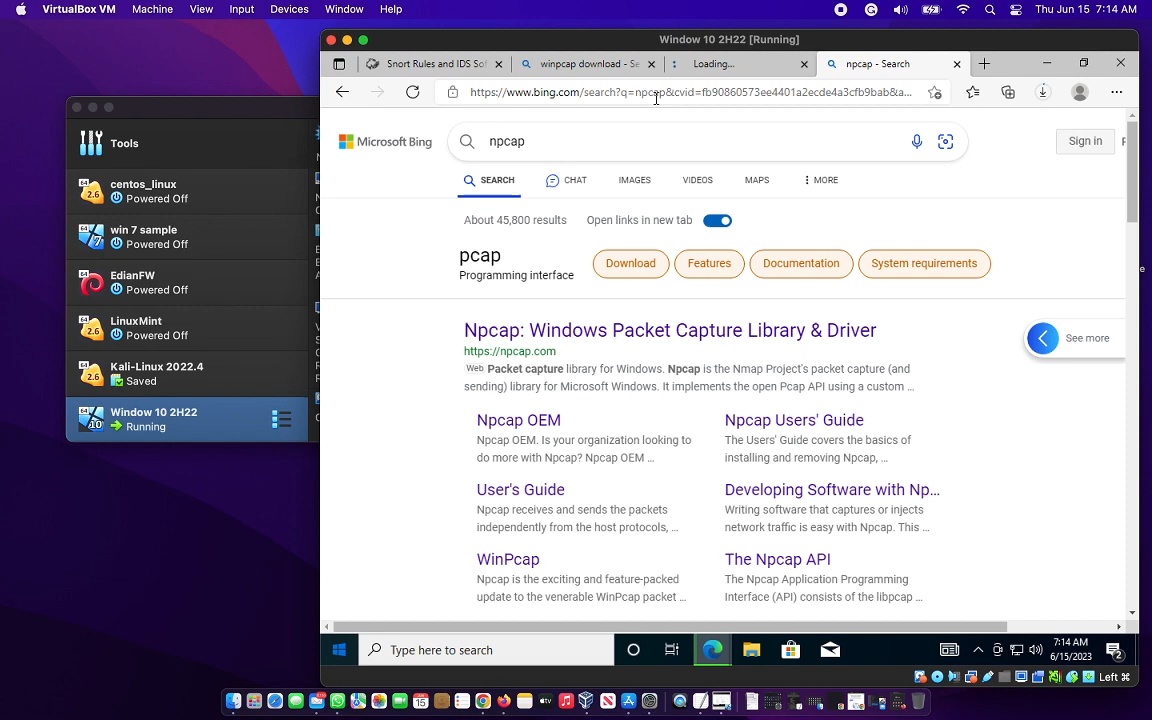 VirtualBox VM Machine View Input Devices Window Help
Thu Jun 15 7:14 AM
Window 10 2H22 [Running]
Snort Rules and IDS Sof
winpcap download - Se
Loading...
npcap - Search
https://www.bing.com/search?q=npcap&cvid=fb90860573ee4401a2ecde4a3cfb9bab&a...
Tools
centos_linux
Powered Off
win 7 sample
Powered Off
EdianFW
Powered Off
LinuxMint
Powered Off
Kali-Linux 2022.4
Saved
Window 10 2H22
Running
Microsoft Bing
npcap
Sign in
SEARCH CHAT IMAGES VIDEOS MAPS MORE
About 45,800 results Open links in new tab
pcap
Programming interface
Download Features Documentation System requirements
Npcap: Windows Packet Capture Library & Driver
https://npcap.com
Web Packet capture library for Windows. Npcap is the Nmap Project's packet capture (and
sending) library for Microsoft Windows. It implements the open Pcap API using a custom ...
See more
Npcap OEM
Npcap OEM. Is your organization looking to
do more with Npcap? Npcap OEM ...
Npcap Users' Guide
The Users' Guide covers the basics of
installing and removing Npcap, ...
User's Guide
Npcap receives and sends the packets
independently from the host protocols, ...
Developing Software with Np...
Writing software that captures or injects
network traffic is easy with Npcap. This ...
WinPcap
Npcap is the exciting and feature-packed
update to the venerable WinPcap packet ...
The Npcap API
The Npcap Application Programming
Interface (API) consists of the libpcap ...
Type here to search
7:14 AM
6/15/2023
2
Left ⌘